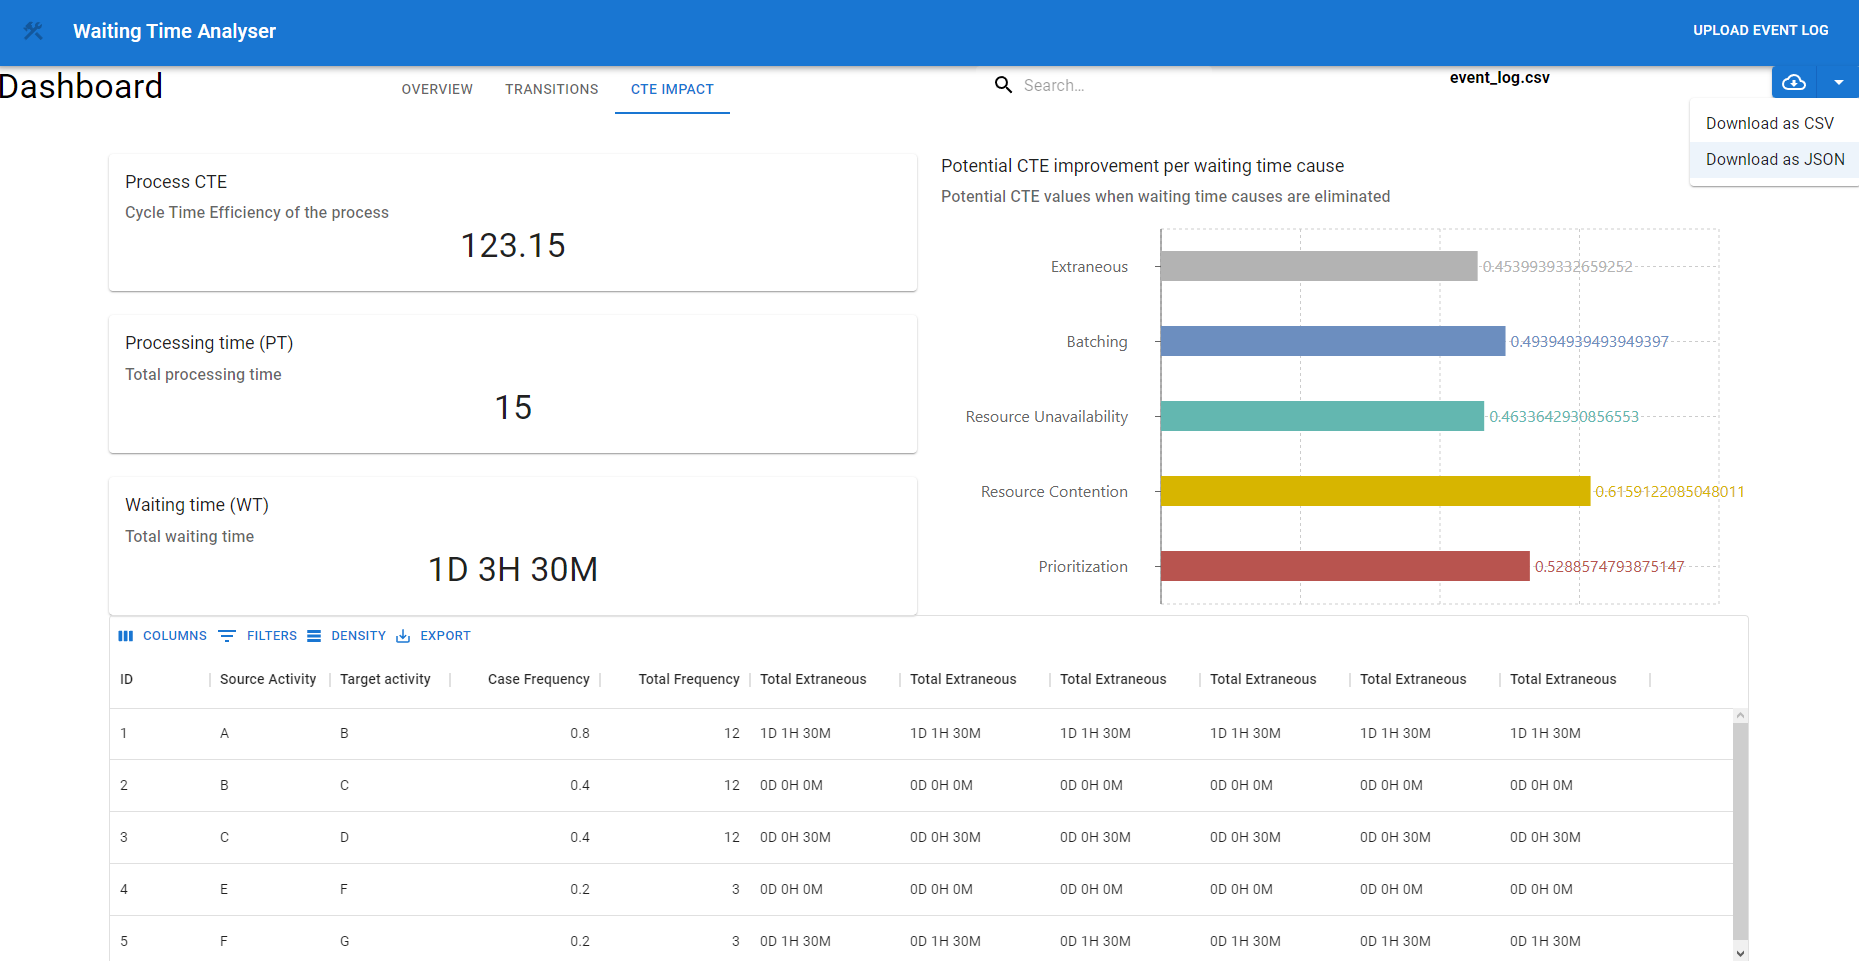 Waiting Time Analyser
UPLOAD EVENT LOG
Dashboard
OVERVIEW TRANSITIONS CTE IMPACT
Search...
event_log.csv
Download as CSV
Download as JSON
Process CTE
Cycle Time Efficiency of the process
123.15
Processing time (PT)
Total processing time
15
Waiting time (WT)
Total waiting time
1D 3H 30M
Potential CTE improvement per waiting time cause
Potential CTE values when waiting time causes are eliminated
Extraneous 0.4539939332659252
Batching 0.49394939493949397
Resource Unavailability 0.4633642930856553
Resource Contention 0.6159122085048011
Prioritization 0.5288574793875147
COLUMNS FILTERS DENSITY EXPORT
ID Source Activity Target activity Case Frequency Total Frequency Total Extraneous Total Extraneous Total Extraneous Total Extraneous Total Extraneous Total Extraneous
1 A B 0.8 12 1D 1H 30M 1D 1H 30M 1D 1H 30M 1D 1H 30M 1D 1H 30M 1D 1H 30M
2 B C 0.4 12 0D 0H 0M 0D 0H 0M 0D 0H 0M 0D 0H 0M 0D 0H 0M 0D 0H 0M
3 C D 0.4 12 0D 0H 30M 0D 0H 30M 0D 0H 30M 0D 0H 30M 0D 0H 30M 0D 0H 30M
4 E F 0.2 3 0D 0H 0M 0D 0H 0M 0D 0H 0M 0D 0H 0M 0D 0H 0M 0D 0H 0M
5 F G 0.2 3 0D 1H 30M 0D 1H 30M 0D 1H 30M 0D 1H 30M 0D 1H 30M 0D 1H 30M